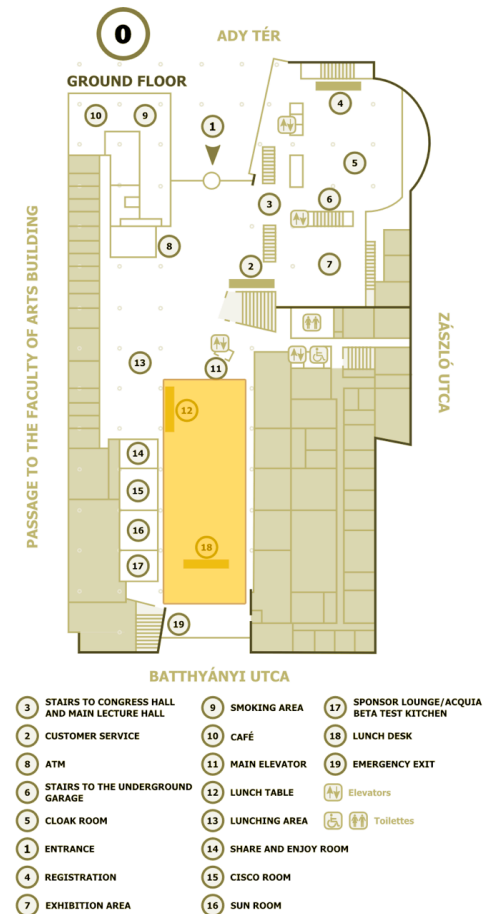 0
ADY TÉR
GROUND FLOOR
10
9
4
1
5
6
3
8
2
7
13
11
12
14
15
16
18
17
19
PASSAGE TO THE FACULTY OF ARTS BUILDING
ZÁSZLÓ UTCA
BATTHYÁNYI UTCA
3 STAIRS TO CONGRESS HALL
AND MAIN LECTURE HALL
2 CUSTOMER SERVICE
8 ATM
6 STAIRS TO THE UNDERGROUND
GARAGE
5 CLOAK ROOM
1 ENTRANCE
4 REGISTRATION
7 EXHIBITION AREA
9 SMOKING AREA
10 CAFÉ
11 MAIN ELEVATOR
12 LUNCH TABLE
13 LUNCHING AREA
14 SHARE AND ENJOY ROOM
15 CISCO ROOM
16 SUN ROOM
17 SPONSOR LOUNGE/ACQUIA
BETA TEST KITCHEN
18 LUNCH DESK
19 EMERGENCY EXIT
Elevators
Toilettes